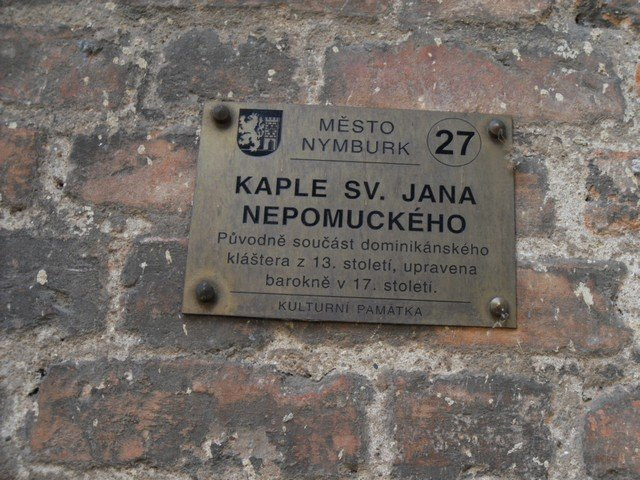 MĚSTO
NYMBURK
27
KAPLE SV. JANA
NEPOMUCKÉHO
Původně součást dominikánského
kláštera z 13. století, upravena
barokně v 17. století.
KULTURNÍ PAMÁTKA